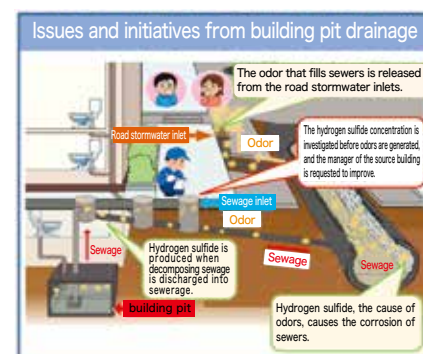 Issues and initiatives from building pit drainage
The odor that fills sewers is released
from the road stormwater inlets.
Road stormwater inlet
Odor
The hydrogen sulfide concentration is
investigated before odors are generated,
and the manager of the source building
is requested to improve.
Sewage inlet
Odor
Sewage
Hydrogen sulfide is
produced when
decomposing sewage
is discharged into
sewerage.
Sewage
Sewage
building pit
Hydrogen sulfide, the cause of
odors, causes the corrosion of
sewers.